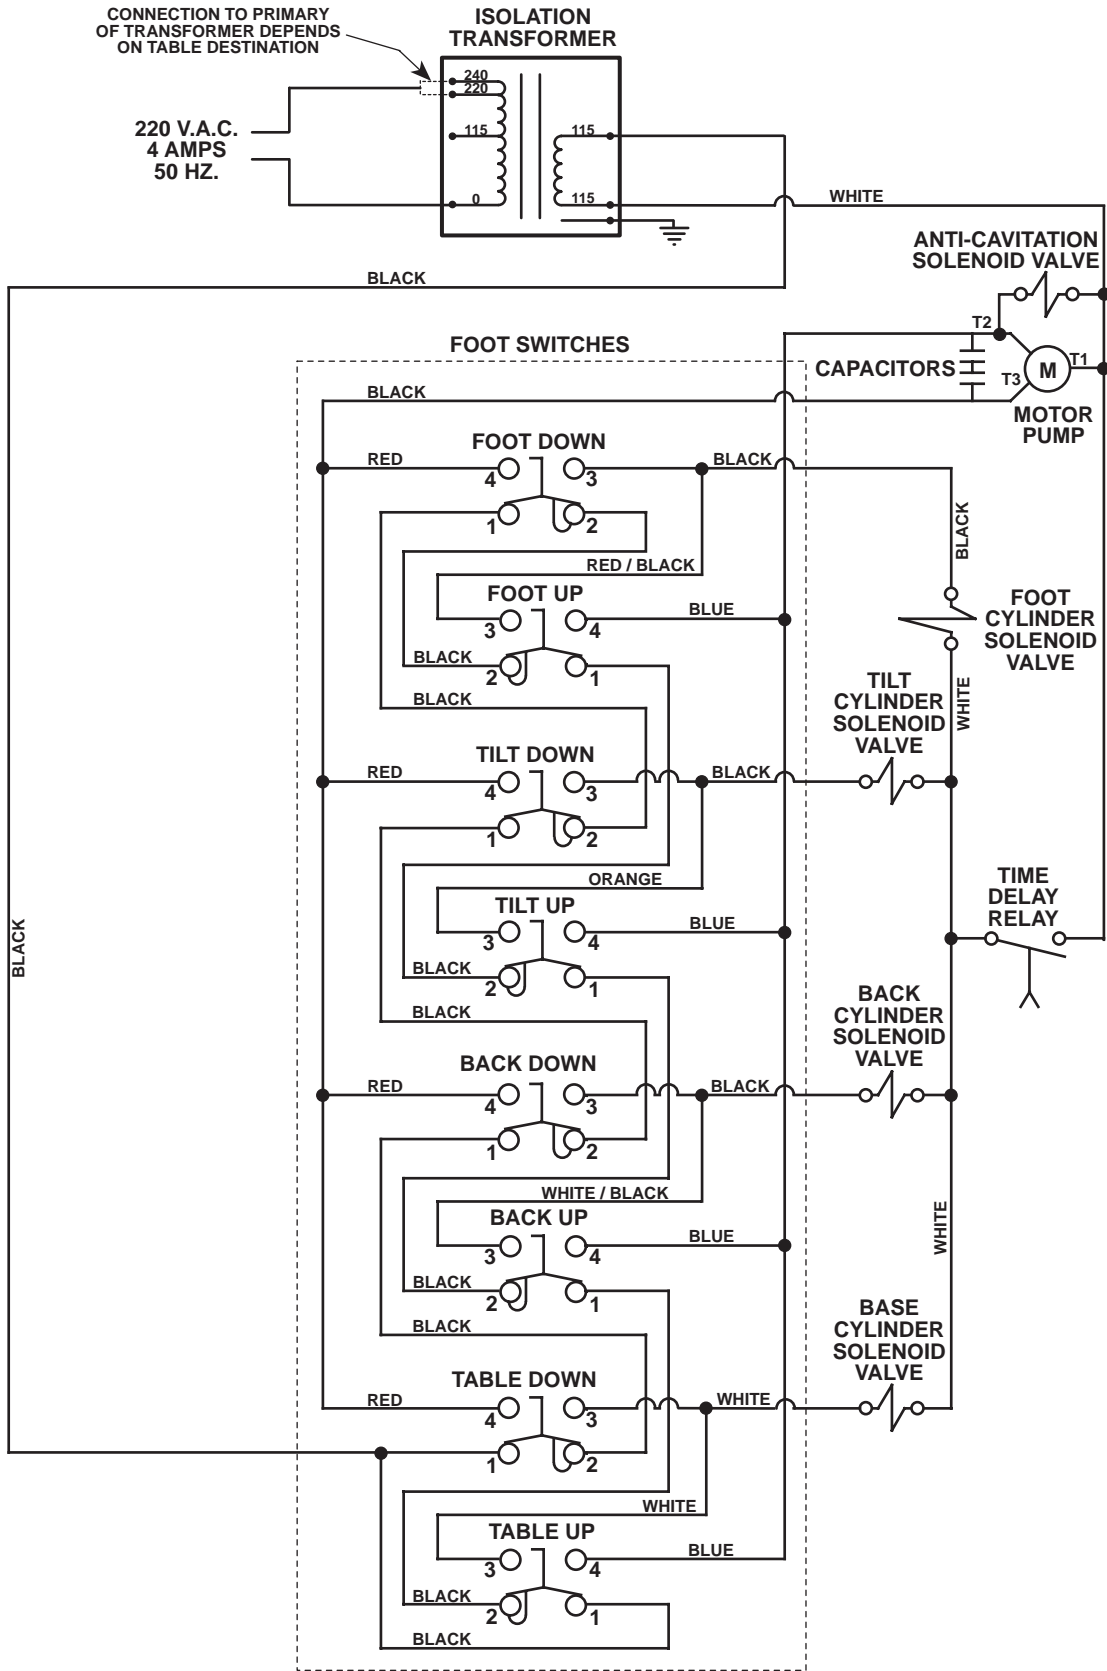 CONNECTION TO PRIMARY
OF TRANSFORMER DEPENDS
ON TABLE DESTINATION
ISOLATION
TRANSFORMER
240
220
115
115
220 V.A.C.
4 AMPS
50 HZ.
0
115
WHITE
ANTI-CAVITATION
SOLENOID VALVE
BLACK
T2
FOOT SWITCHES
CAPACITORS
T3
M
T1
MOTOR
PUMP
BLACK
FOOT DOWN
RED
4
3
BLACK
1
2
BLACK
RED / BLACK
FOOT UP
3
4
BLUE
FOOT
CYLINDER
SOLENOID
VALVE
BLACK
2
1
BLACK
WHITE
TILT
CYLINDER
SOLENOID
VALVE
TILT DOWN
RED
4
3
BLACK
1
2
ORANGE
TILT UP
3
4
BLUE
TIME
DELAY
RELAY
BLACK
BLACK
2
1
BLACK
BACK
CYLINDER
SOLENOID
VALVE
BACK DOWN
RED
4
3
BLACK
1
2
WHITE / BLACK
BACK UP
3
4
BLUE
WHITE
BLACK
2
1
BLACK
BASE
CYLINDER
SOLENOID
VALVE
TABLE DOWN
RED
4
3
WHITE
1
2
WHITE
TABLE UP
3
4
BLUE
BLACK
2
1
BLACK